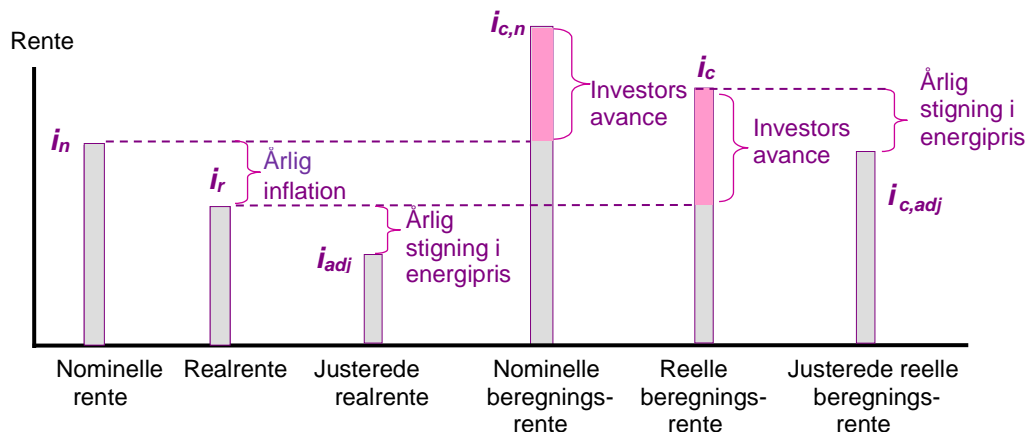 Rente
i_n
Årlig
inflation
i_r
i_adj
Årlig
stigning i
energipris
i_c,n
Investors
avance
i_c
Investors
avance
Årlig
stigning i
energipris
i_c,adj
Nominelle
rente
Realrente
Justerede
realrente
Nominelle
beregnings-
rente
Reelle
beregnings-
rente
Justerede reelle
beregnings-
rente